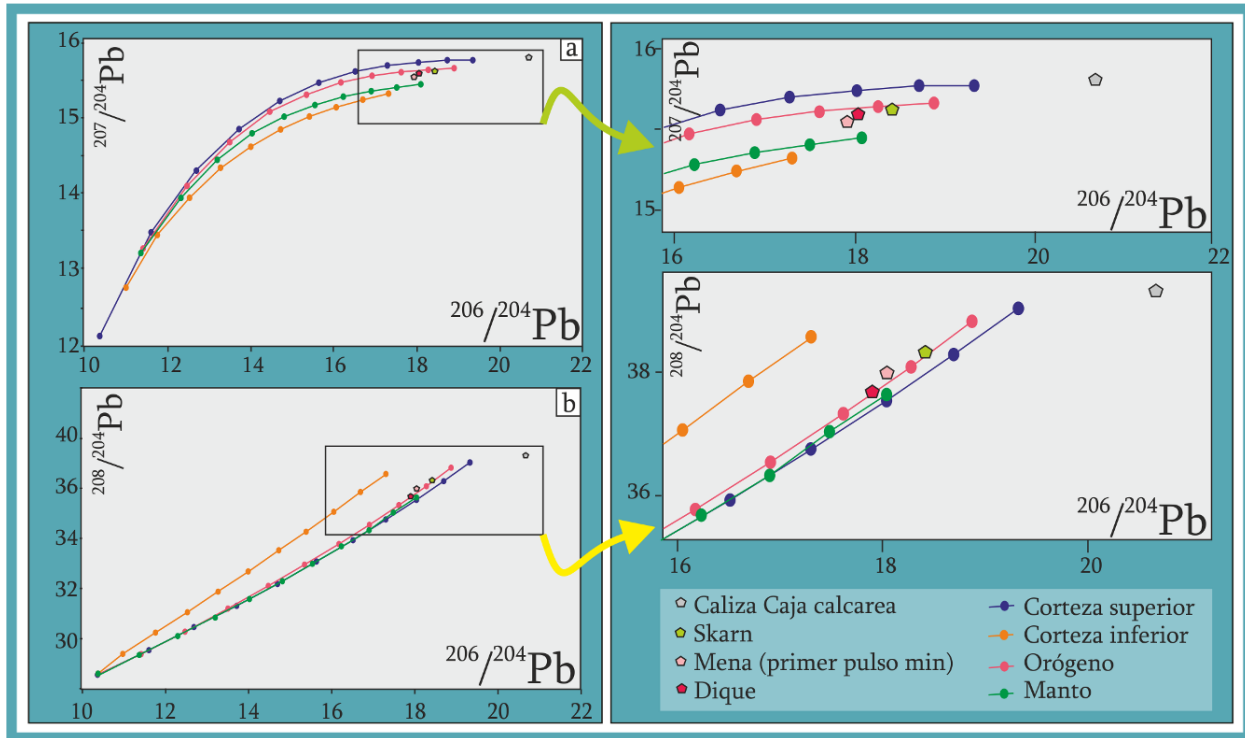 a
16
15
14
13
12
207/204Pb
206/204Pb
10
12
14
16
18
20
22
b
40
36
34
32
30
208/204Pb
206/204Pb
10
12
14
16
18
20
22
16
15
207/204Pb
206/204Pb
16
18
20
22
38
36
208/204Pb
206/204Pb
16
18
20
Caliza Caja calcarea
Skarn
Mena (primer pulso min)
Dique
Corteza superior
Corteza inferior
Orógeno
Manto